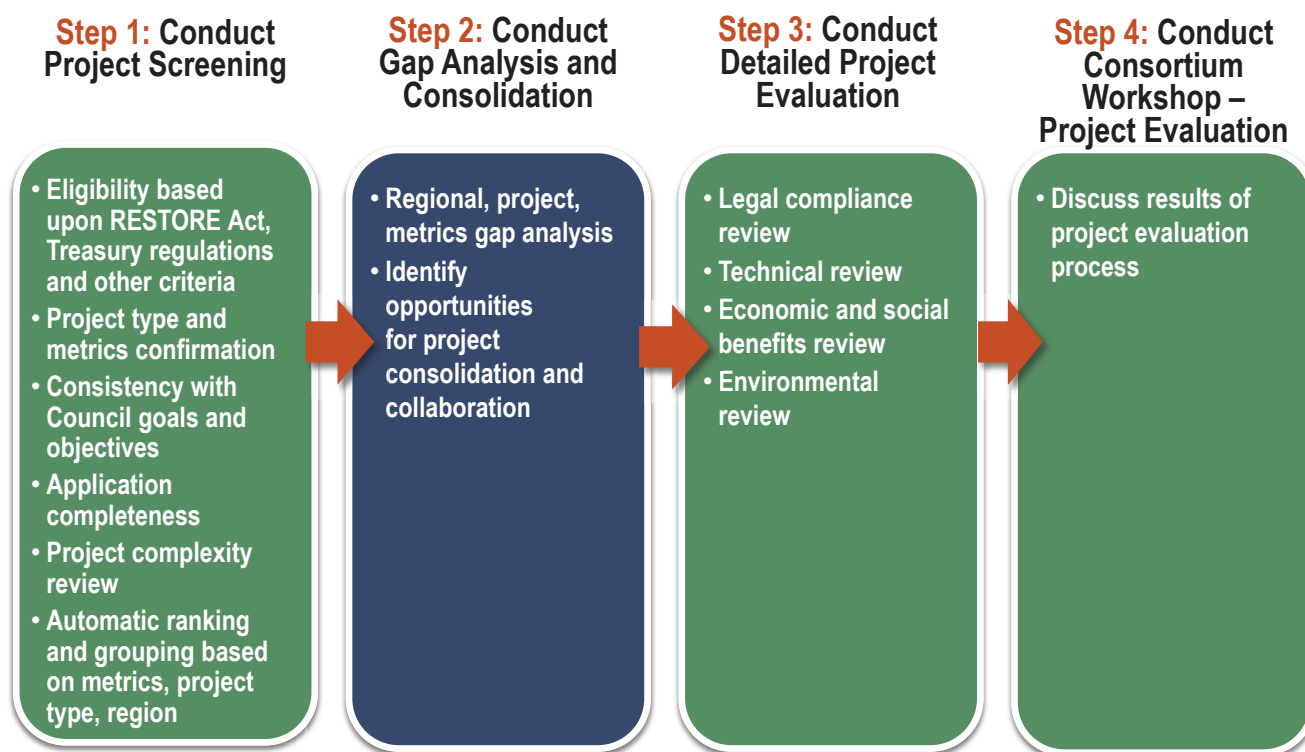 Step 1: Conduct
Project Screening
• Eligibility based
upon RESTORE Act,
Treasury regulations
and other criteria
• Project type and
metrics confirmation
• Consistency with
Council goals and
objectives
• Application
completeness
• Project complexity
review
• Automatic ranking
and grouping based
on metrics, project
type, region
Step 2: Conduct
Gap Analysis and
Consolidation
• Regional, project,
metrics gap analysis
• Identify
opportunities
for project
consolidation and
collaboration
Step 3: Conduct
Detailed Project
Evaluation
• Legal compliance
review
• Technical review
• Economic and social
benefits review
• Environmental
review
Step 4: Conduct
Consortium
Workshop –
Project Evaluation
• Discuss results of
project evaluation
process